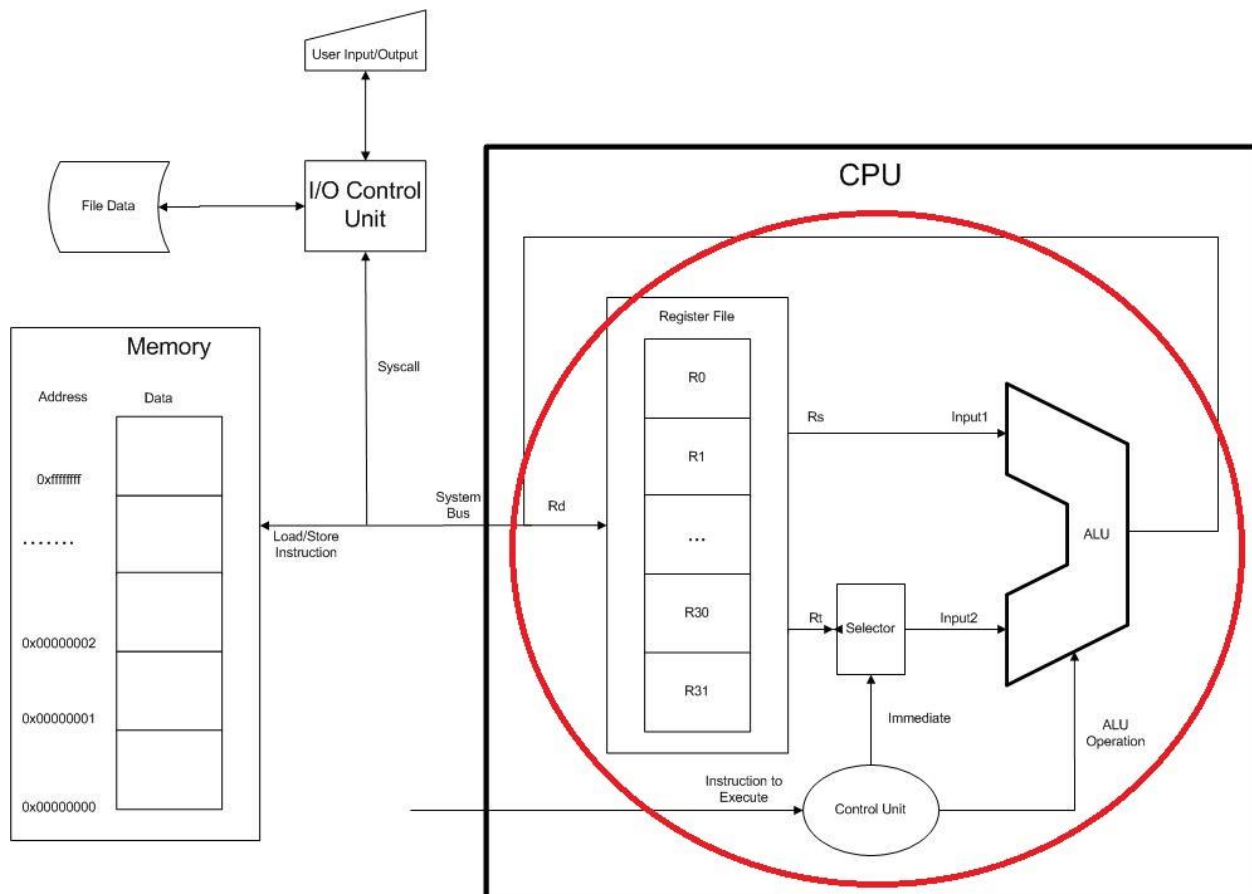 User Input/Output
CPU
File Data
I/O Control
Unit
Register File
Memory
Syscall
R0
Address
Data
Rs
Input1
R1
0xffffffff
System
Bus
Rd
.......
Load/Store
Instruction
...
ALU
R30
Rt
Selector
Input2
0x00000002
R31
0x00000001
Immediate
ALU
Operation
Instruction to
Execute
0x00000000
Control Unit